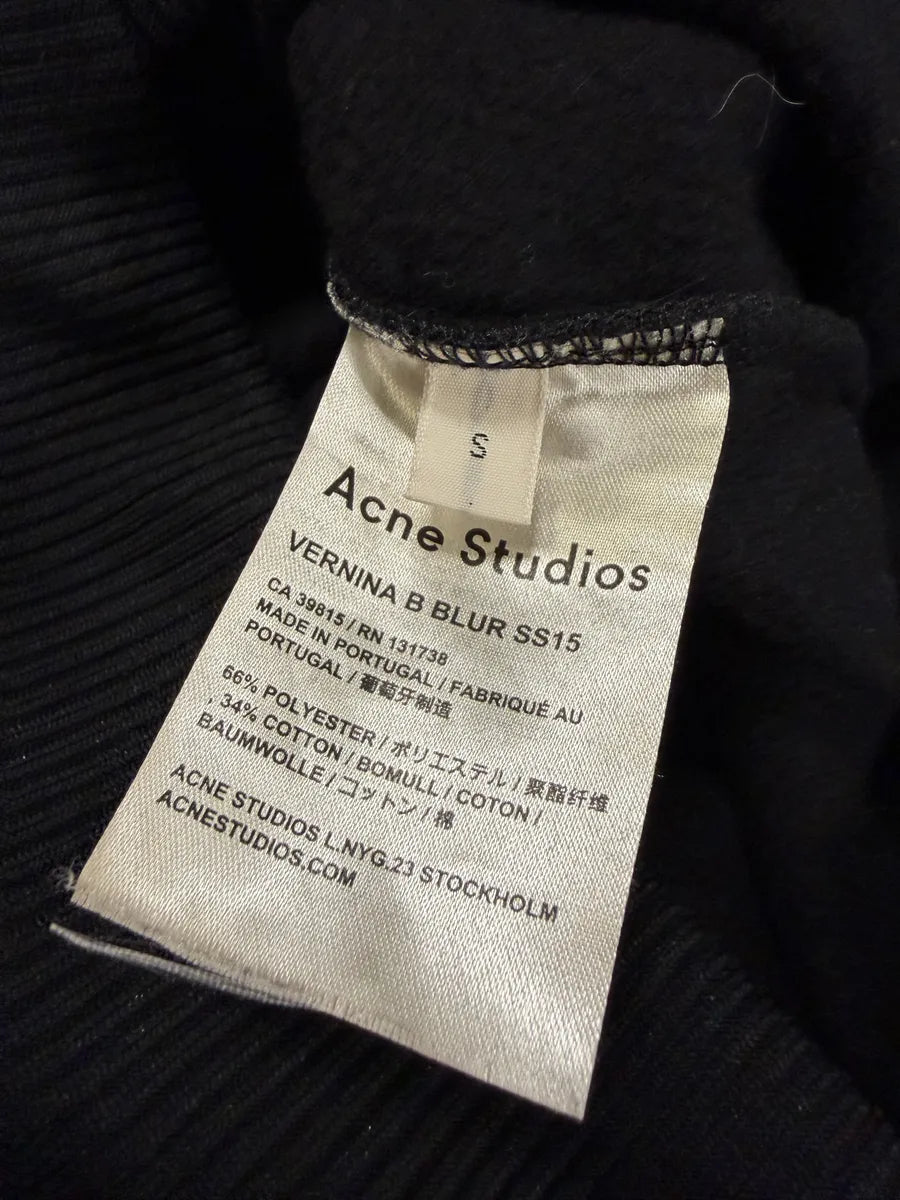 S
Acne Studios
VERNINA B BLUR SS15
CA 39815 / RN 131738
MADE IN PORTUGAL / FABRIQUÉ AU
PORTUGAL / 葡萄牙制造
66% POLYESTER / ポリエステル / 聚酯纤维
, 34% COTTON / BOMULL / COTON /
BAUMWOLLE / コットン / 棉
ACNE STUDIOS L.NYG.23 STOCKHOLM
ACNESTUDIOS.COM